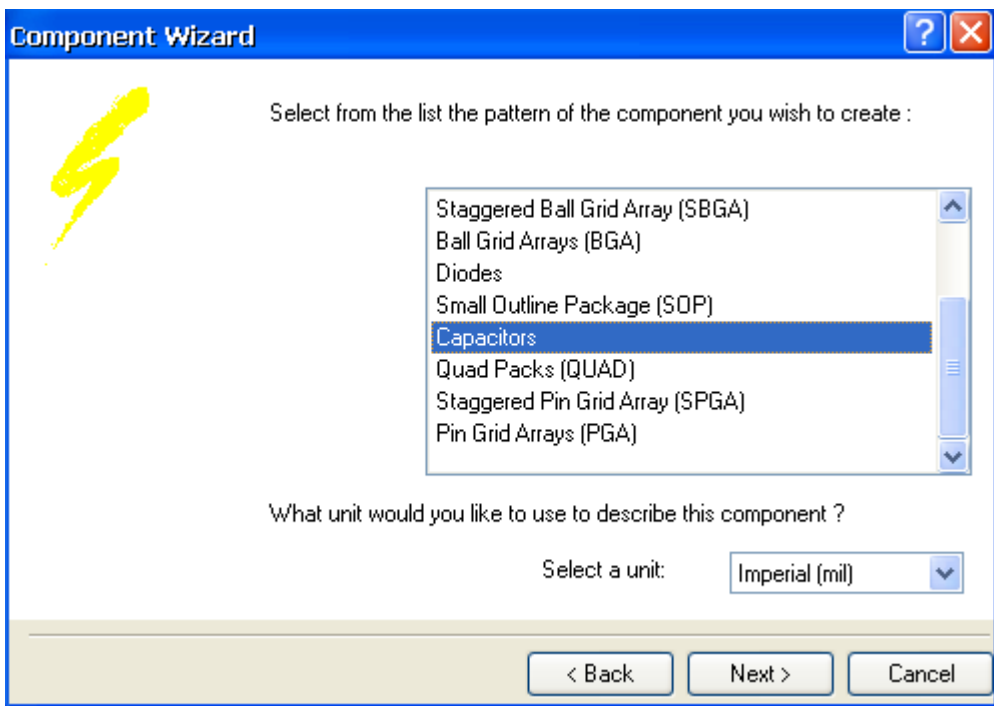 Component Wizard
?
Select from the list the pattern of the component you wish to create :
Staggered Ball Grid Array (SBGA)
Ball Grid Arrays (BGA)
Diodes
Small Outline Package (SOP)
Capacitors
Quad Packs (QUAD)
Staggered Pin Grid Array (SPGA)
Pin Grid Arrays (PGA)
What unit would you like to use to describe this component ?
Select a unit: Imperial (mil)
< Back Next > Cancel